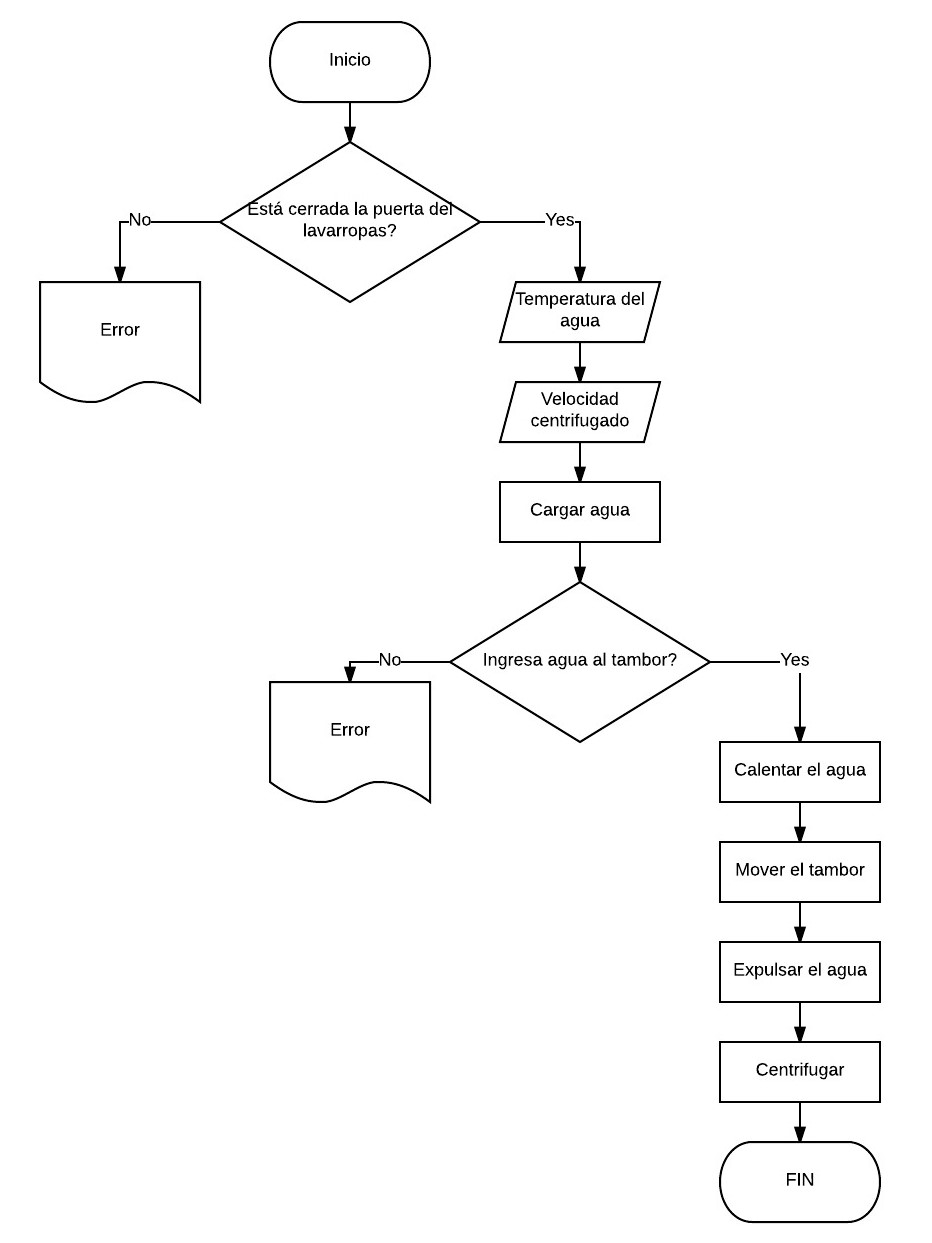 Inicio
Está cerrada la puerta del
lavarropas?
No
Yes
Error
Temperatura del
agua
Velocidad
centrifugado
Cargar agua
Ingresa agua al tambor?
No
Yes
Error
Calentar el agua
Mover el tambor
Expulsar el agua
Centrifugar
FIN